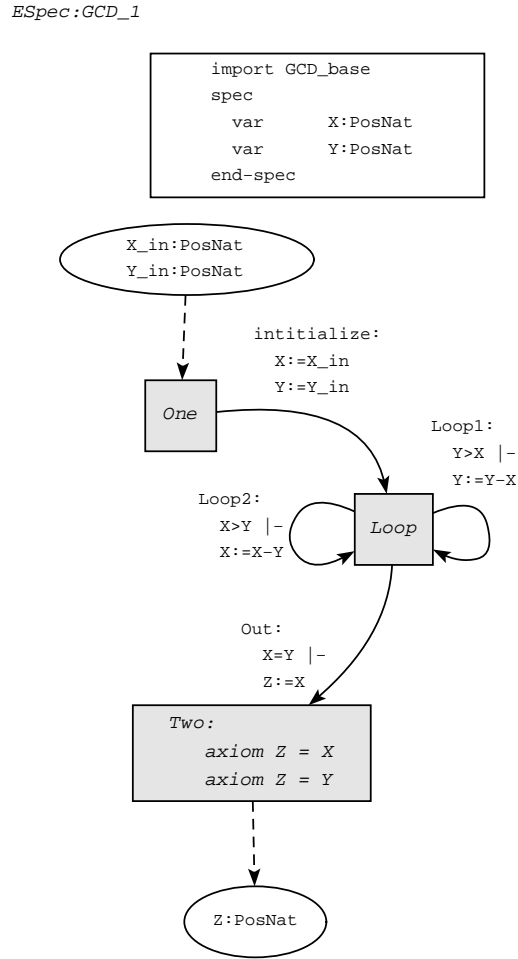 ESpec:GCD_1
import GCD_base
spec
var X:PosNat
var Y:PosNat
end-spec
X_in:PosNat
Y_in:PosNat
intitialize:
X:=X_in
Y:=Y_in
One
Loop1:
Y>X |-
Y:=Y-X
Loop2:
X>Y |-
X:=X-Y
Loop
Out:
X=Y |-
Z:=X
Two:
axiom Z = X
axiom Z = Y
Z:PosNat